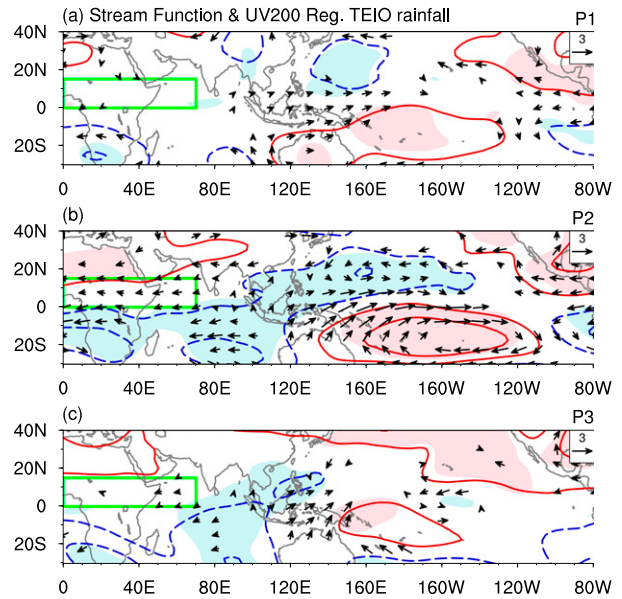 (a) Stream Function & UV200 Reg. TEIO rainfall P1
40N
3
20N
0
20S
0 40E 80E 120E 160E 160W 120W 80W
(b) P2
40N
3
20N
0
20S
0 40E 80E 120E 160E 160W 120W 80W
(c) P3
40N
3
20N
0
20S
0 40E 80E 120E 160E 160W 120W 80W